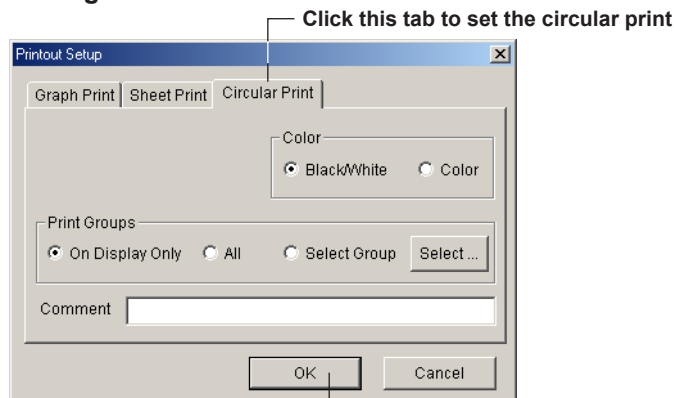 Click this tab to set the circular print
Printout Setup
Graph Print Sheet Print Circular Print
Color
Black/White Color
Print Groups
On Display Only All Select Group Select ...
Comment
OK Cancel